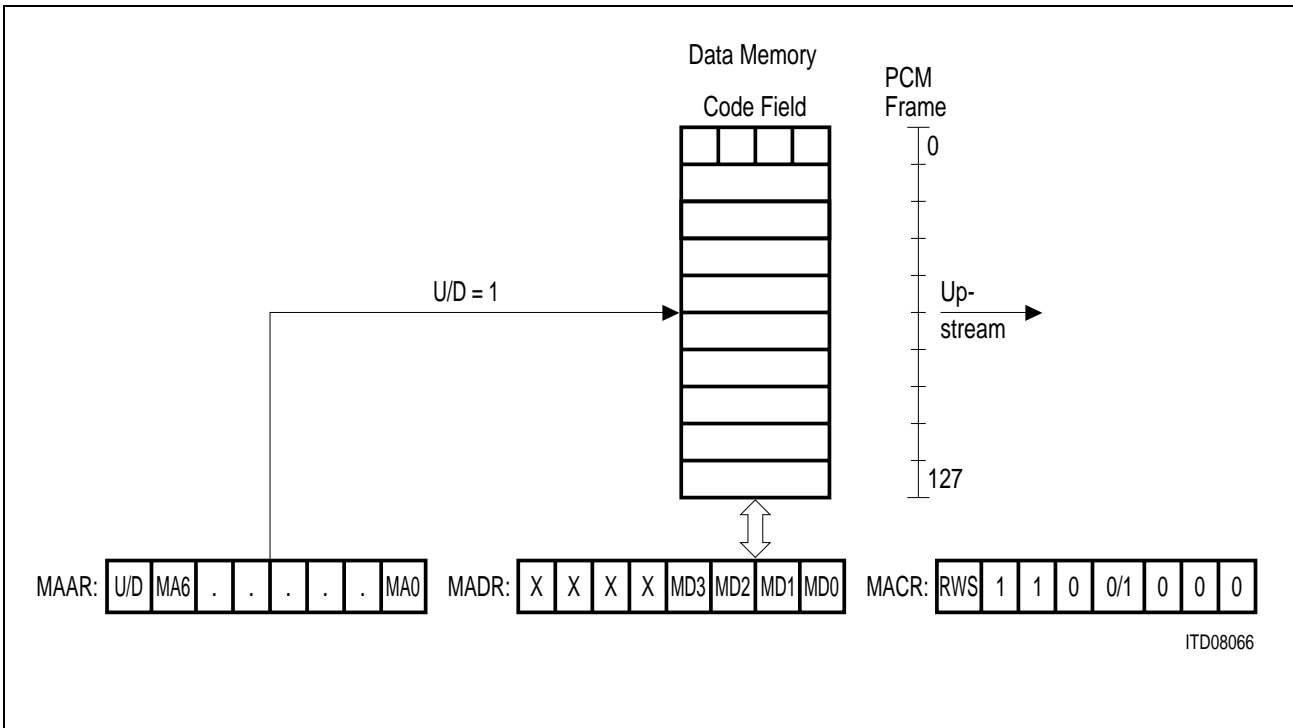 Data Memory
Code Field
PCM
Frame
0
U/D = 1
Up-
stream
127
MAAR: U/D MA6 . . . . . MA0 MADR: X X X X MD3 MD2 MD1 MD0 MACR: RWS 1 1 0 0/1 0 0 0
ITD08066